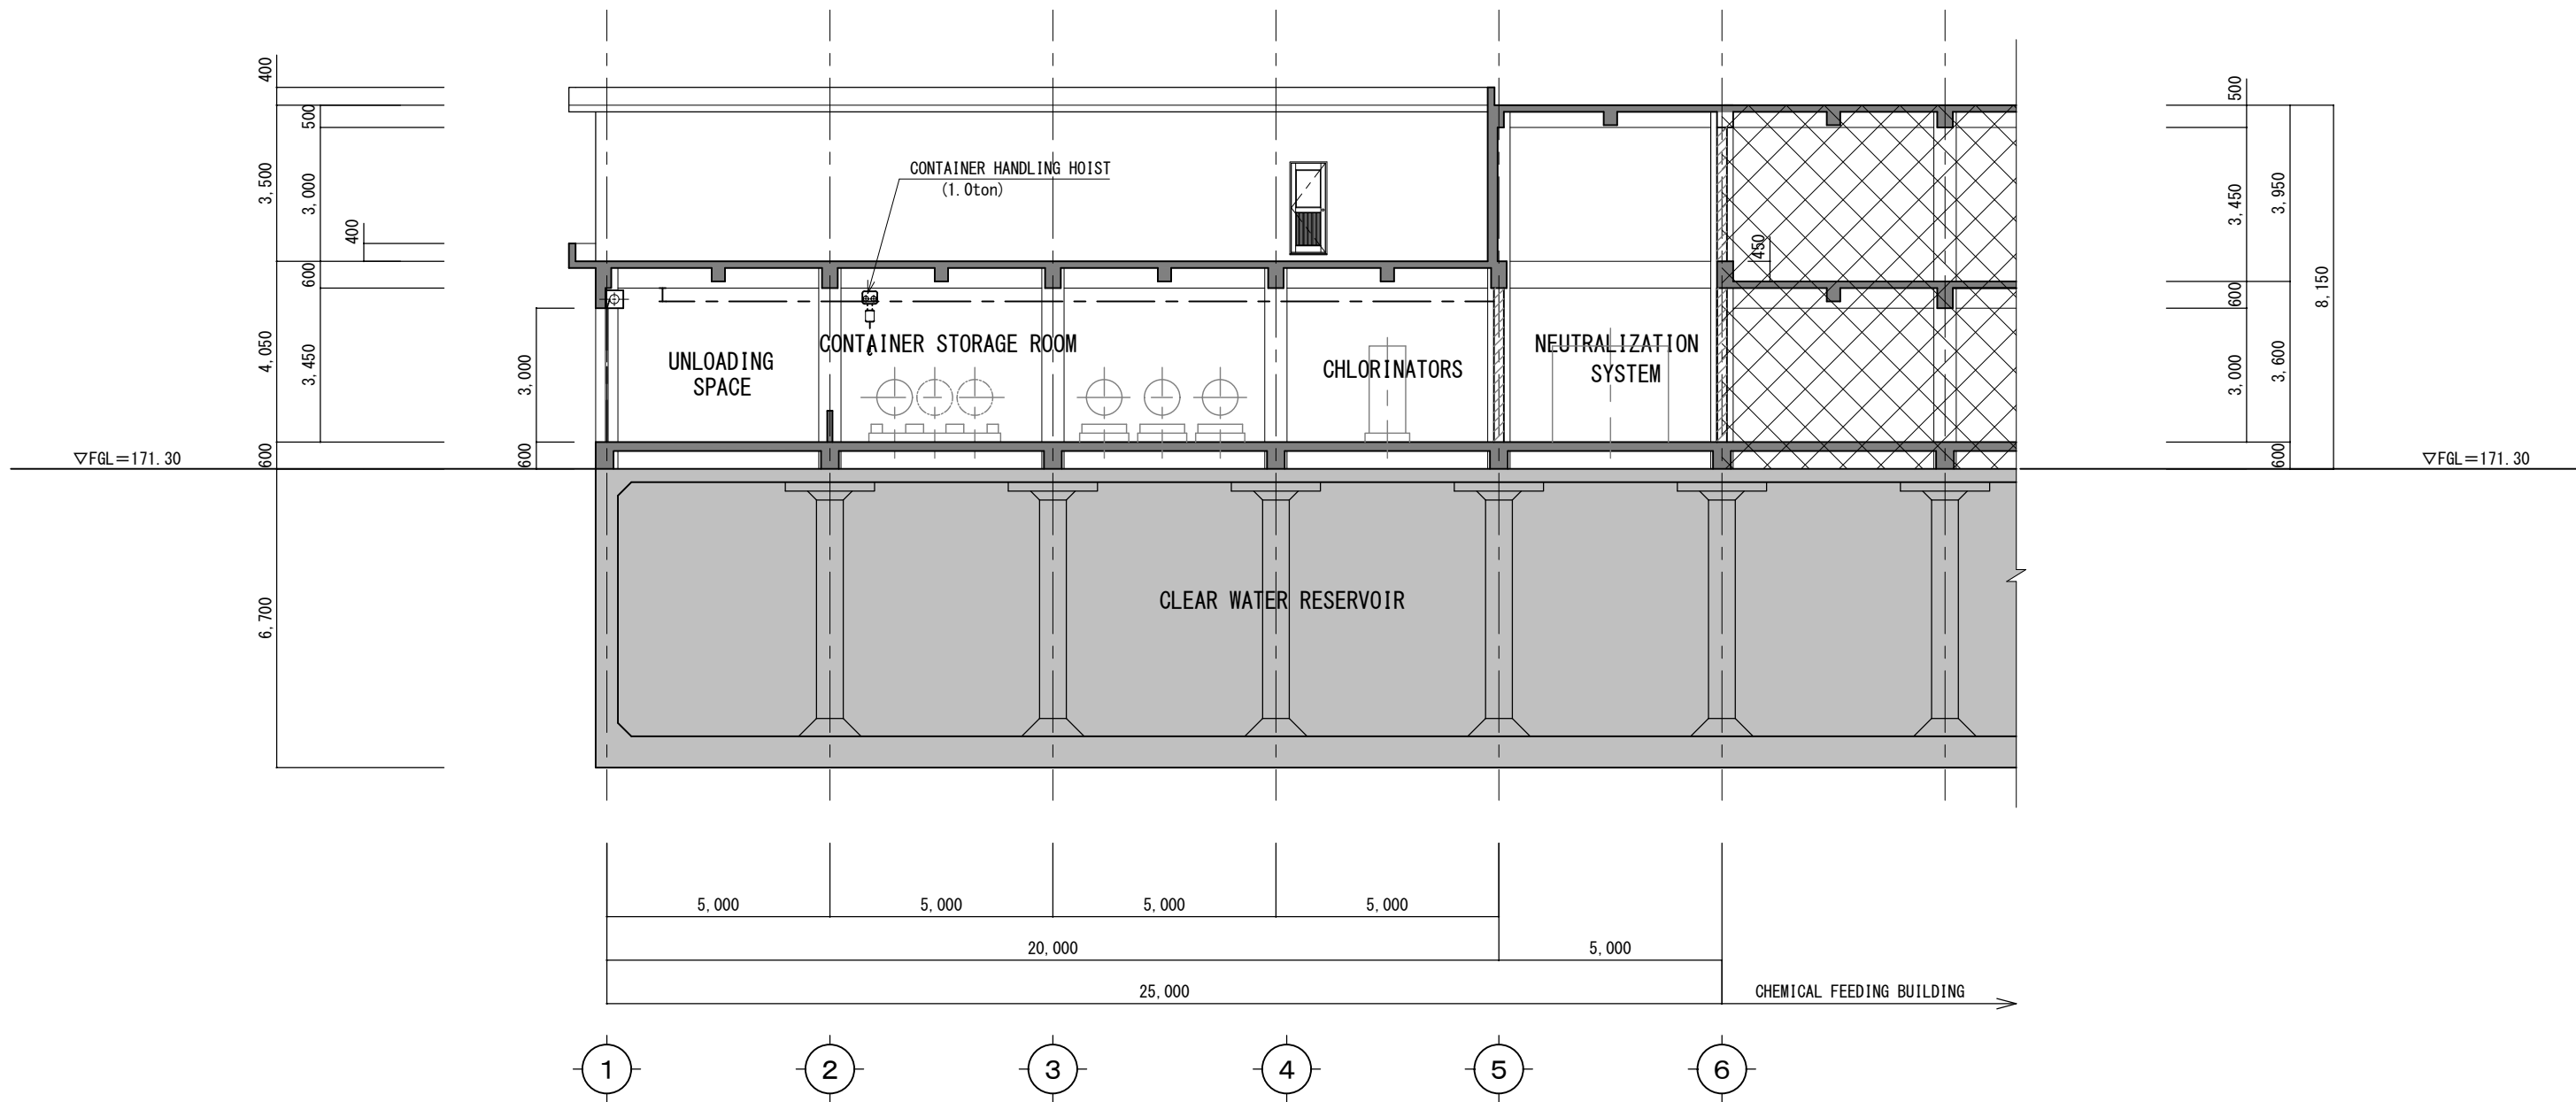 400
500
3,500
3,000
400
600
4,050
3,450
3,000
600
600
6,700
▽FGL=171.30
CONTAINER HANDLING HOIST
(1.0ton)
UNLOADING
SPACE
CONTAINER STORAGE ROOM
CHLORINATORS
NEUTRALIZATION
SYSTEM
450
CLEAR WATER RESERVOIR
500
3,450
3,950
8,150
600
3,000
3,600
600
▽FGL=171.30
5,000
5,000
5,000
5,000
20,000
5,000
25,000
CHEMICAL FEEDING BUILDING
1
2
3
4
5
6